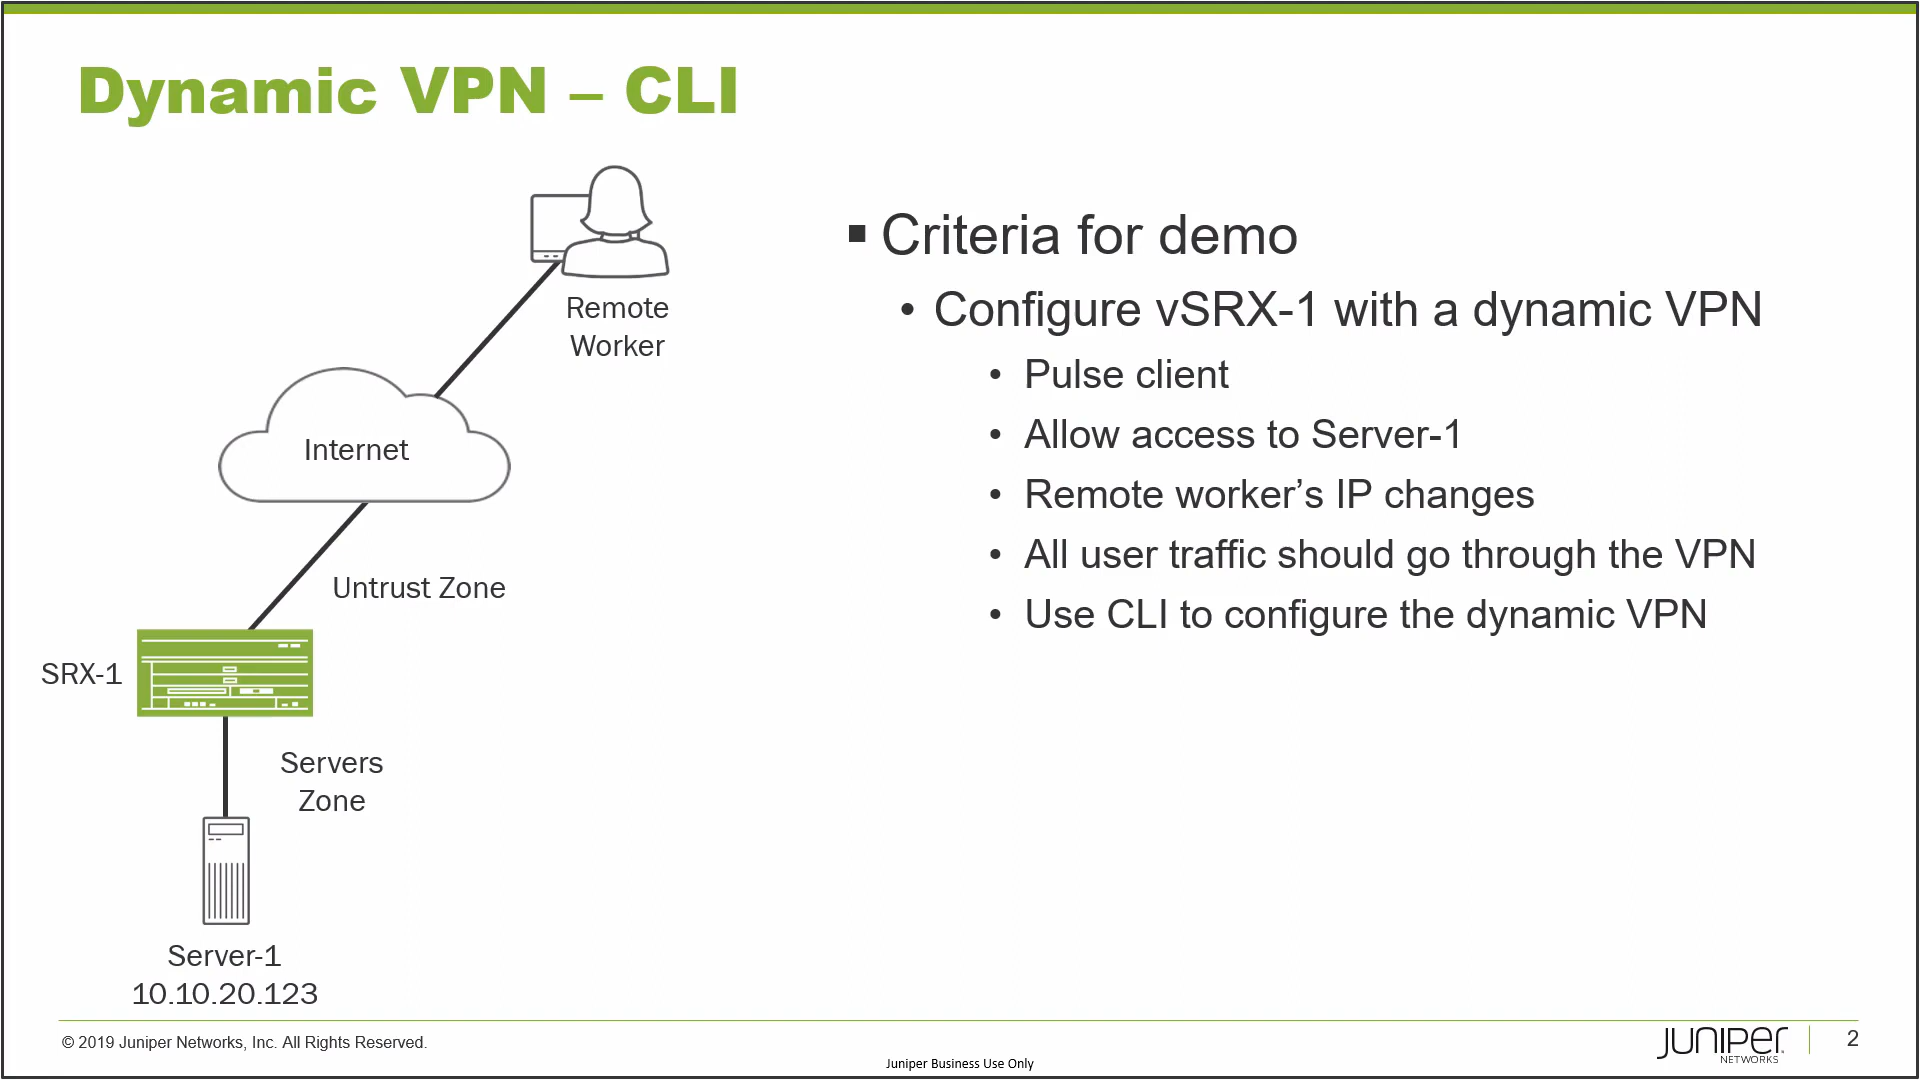 Dynamic VPN – CLI
Remote
Worker
Internet
Untrust Zone
SRX-1
Servers
Zone
Server-1
10.10.20.123
▪ Criteria for demo
• Configure vSRX-1 with a dynamic VPN
• Pulse client
• Allow access to Server-1
• Remote worker’s IP changes
• All user traffic should go through the VPN
• Use CLI to configure the dynamic VPN
© 2019 Juniper Networks, Inc. All Rights Reserved.
Juniper Business Use Only
JUNIPER
NETWORKS
2